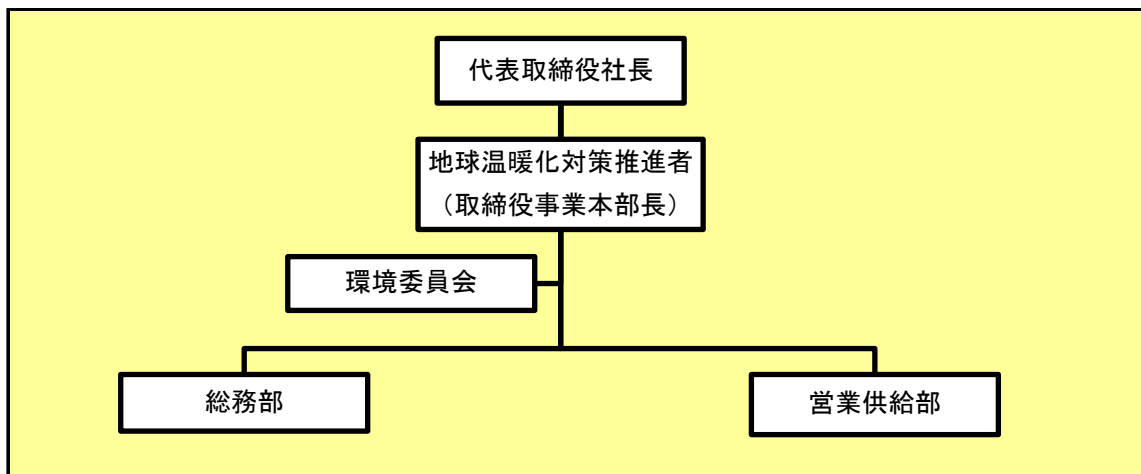 代表取締役社長
地球温暖化対策推進者
（取締役事業本部長）
環境委員会
総務部
営業供給部